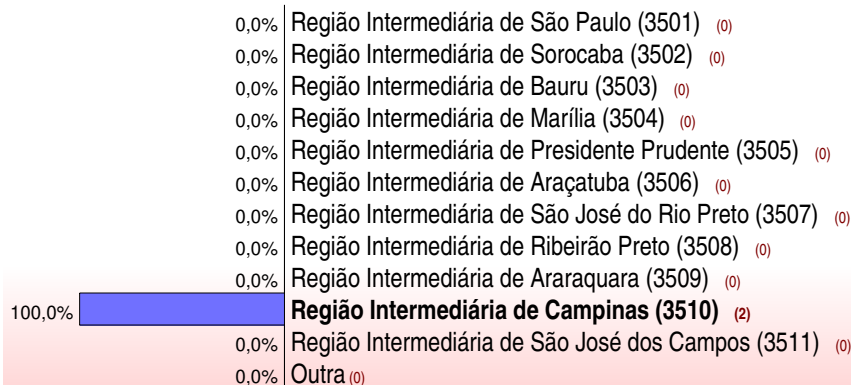 0,0% Região Intermediária de São Paulo (3501) (0)
0,0% Região Intermediária de Sorocaba (3502) (0)
0,0% Região Intermediária de Bauru (3503) (0)
0,0% Região Intermediária de Marília (3504) (0)
0,0% Região Intermediária de Presidente Prudente (3505) (0)
0,0% Região Intermediária de Araçatuba (3506) (0)
0,0% Região Intermediária de São José do Rio Preto (3507) (0)
0,0% Região Intermediária de Ribeirão Preto (3508) (0)
0,0% Região Intermediária de Araraquara (3509) (0)
100,0% Região Intermediária de Campinas (3510) (2)
0,0% Região Intermediária de São José dos Campos (3511) (0)
0,0% Outra (0)